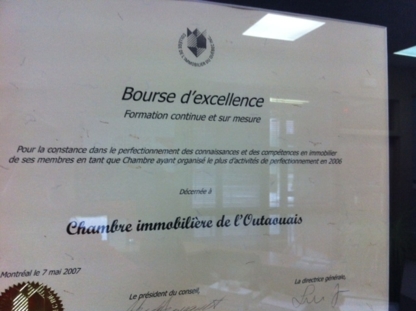 Bourse d'excellence
Formation continue et sur mesure
Pour la constance dans le perfectionnement des connaissances et des compétences en immobilier
de ses membres en tant que Chambre ayant organisé le plus d'activités de perfectionnement en 2006
Décernée à
Chambre immobilière de l'Outaouais
Montréal le 7 mai 2007
Le président du conseil,
La directrice générale,